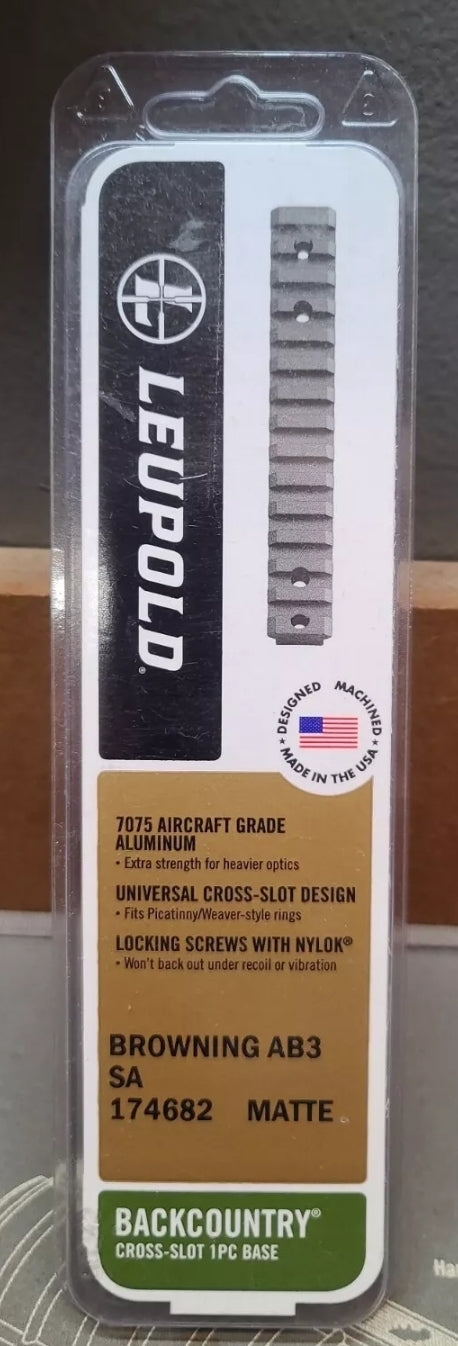 LEUPOLD®
DESIGNED MACHINED
MADE IN THE USA
7075 AIRCRAFT GRADE
ALUMINUM
• Extra strength for heavier optics
UNIVERSAL CROSS-SLOT DESIGN
• Fits Picatinny/Weaver-style rings
LOCKING SCREWS WITH NYLOK®
• Won't back out under recoil or vibration
BROWNING AB3
SA
174682 MATTE
BACKCOUNTRY®
CROSS-SLOT 1PC BASE